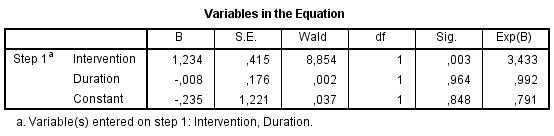 Variables in the Equation
B S.E. Wald df Sig. Exp(B)
Step 1a Intervention 1,234 ,415 8,854 1 ,003 3,433
Duration -,008 ,176 ,002 1 ,964 ,992
Constant -,235 1,221 ,037 1 ,848 ,791
a. Variable(s) entered on step 1: Intervention, Duration.